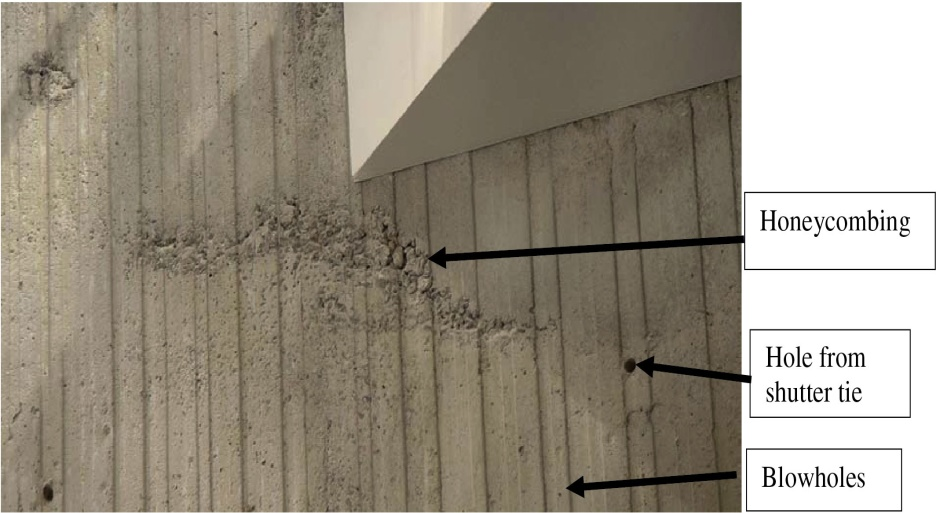 Honeycombing
Hole from
shutter tie
Blowholes